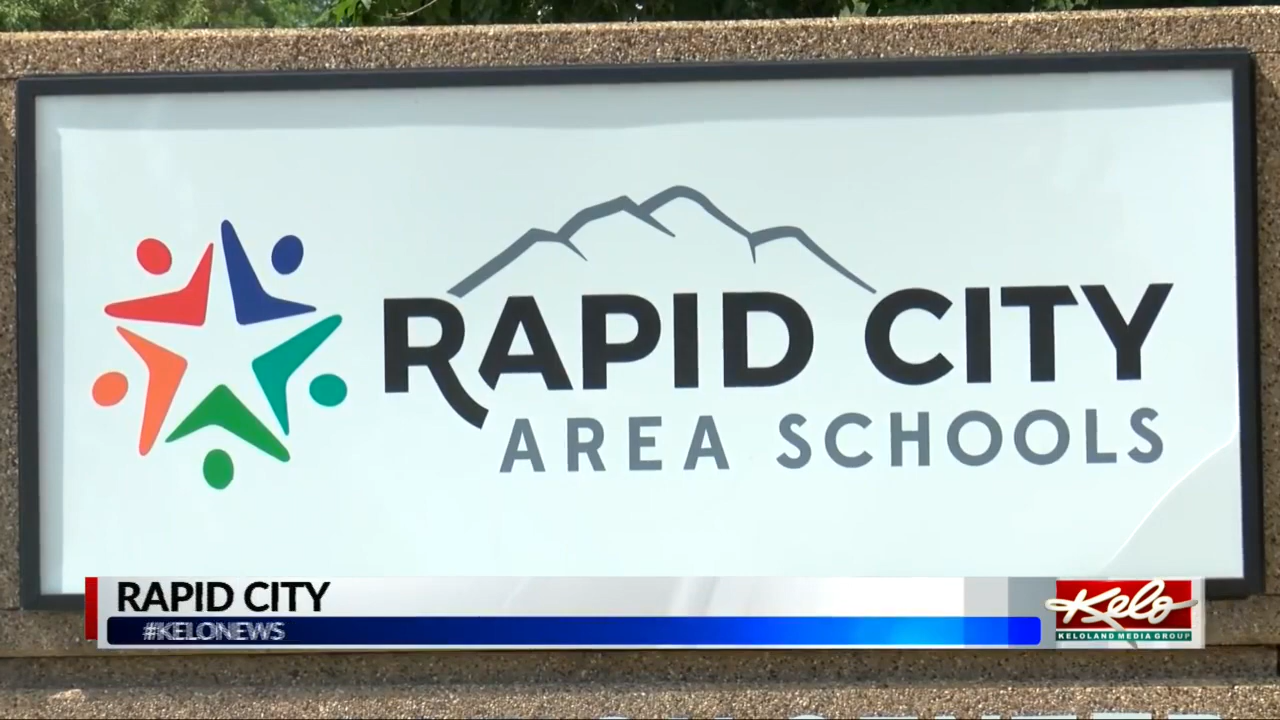 RAPID CITY
AREA SCHOOLS
RAPID CITY
#KELONEWS
Kelo
KELOLAND MEDIA GROUP